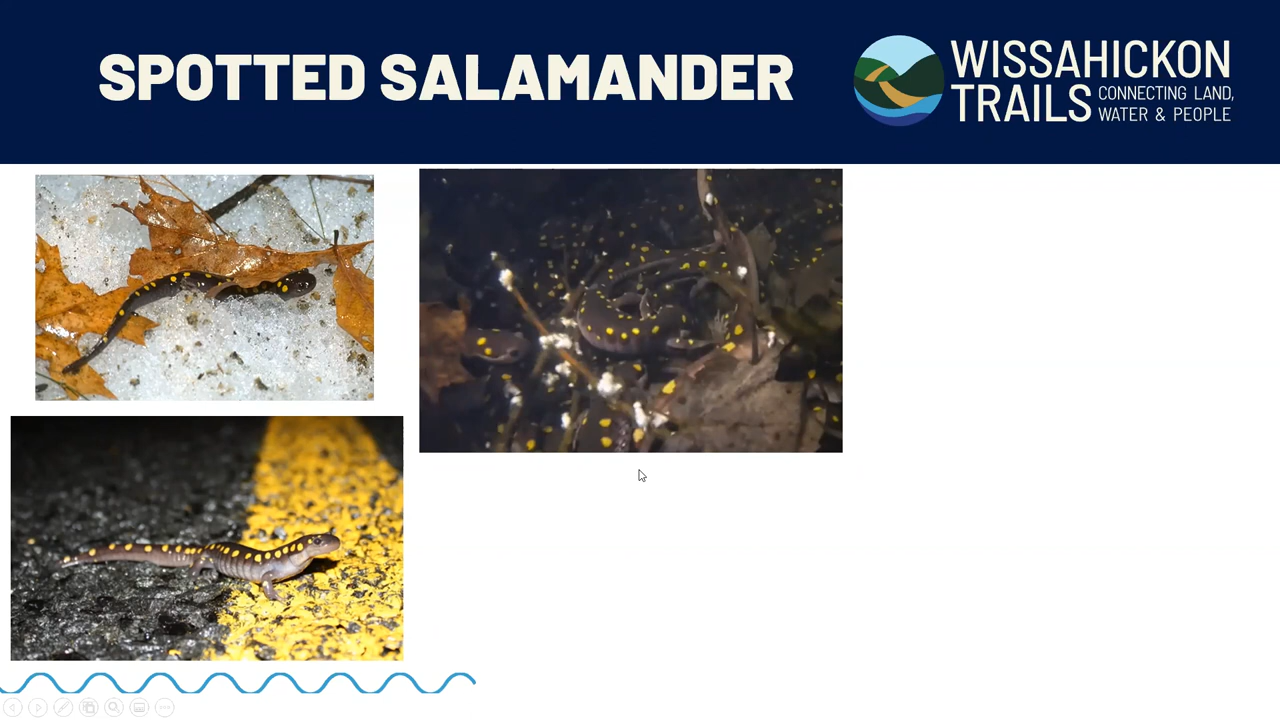 SPOTTED SALAMANDER
WISSAHICKON
TRAILS
CONNECTING LAND,
WATER & PEOPLE